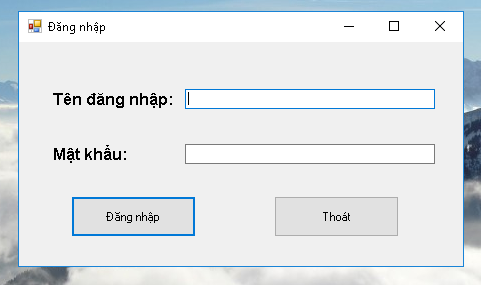 Đăng nhập
Tên đăng nhập:
Mật khẩu:
Đăng nhập
Thoát